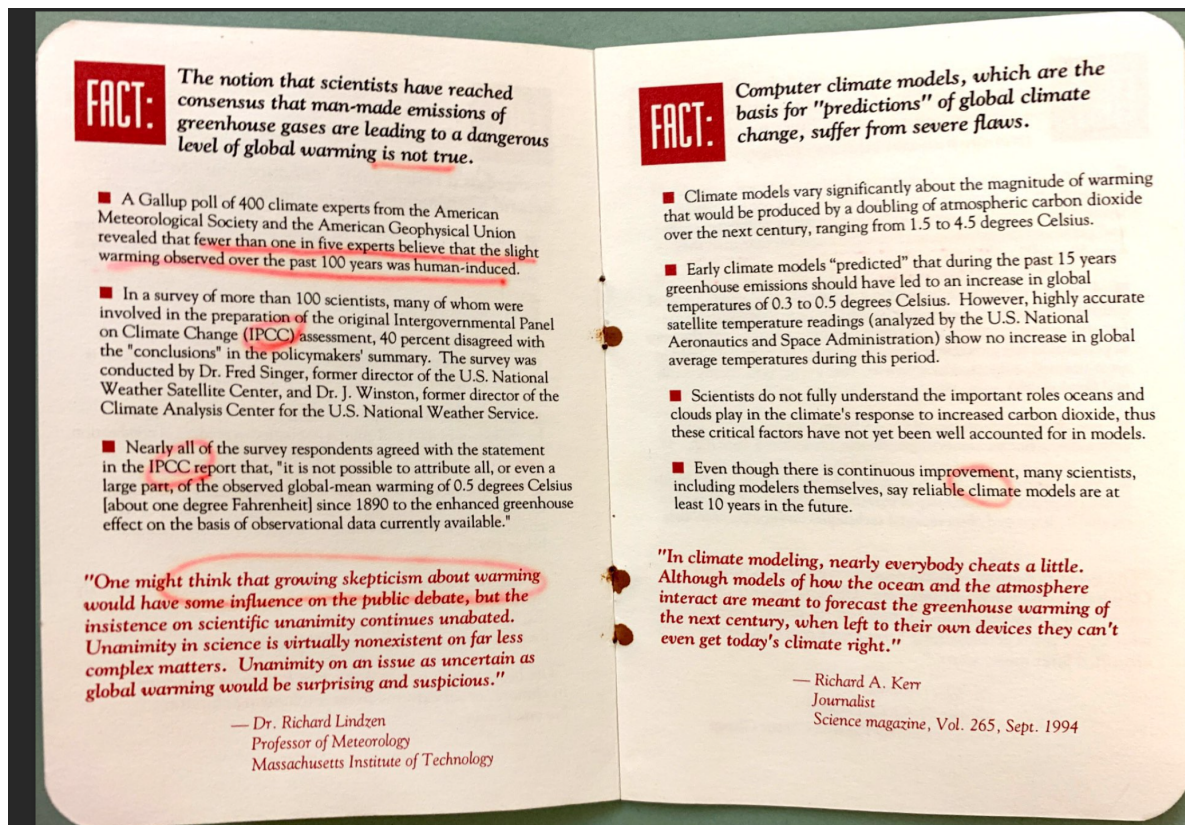 FACT:
The notion that scientists have reached
consensus that man-made emissions of
greenhouse gases are leading to a dangerous
level of global warming is not true.
■ A Gallup poll of 400 climate experts from the American
Meteorological Society and the American Geophysical Union
revealed that fewer than one in five experts believe that the slight
warming observed over the past 100 years was human-induced.
■ In a survey of more than 100 scientists, many of whom were
involved in the preparation of the original Intergovernmental Panel
on Climate Change (IPCC) assessment, 40 percent disagreed with
the "conclusions" in the policymakers' summary. The survey was
conducted by Dr. Fred Singer, former director of the U.S. National
Weather Satellite Center, and Dr. J. Winston, former director of the
Climate Analysis Center for the U.S. National Weather Service.
■ Nearly all of the survey respondents agreed with the statement
in the IPCC report that, "it is not possible to attribute all, or even a
large part, of the observed global-mean warming of 0.5 degrees Celsius
[about one degree Fahrenheit] since 1890 to the enhanced greenhouse
effect on the basis of observational data currently available."
"One might think that growing skepticism about warming
would have some influence on the public debate, but the
insistence on scientific unanimity continues unabated.
Unanimity in science is virtually nonexistent on far less
complex matters. Unanimity on an issue as uncertain as
global warming would be surprising and suspicious."
— Dr. Richard Lindzen
Professor of Meteorology
Massachusetts Institute of Technology
FACT:
Computer climate models, which are the
basis for "predictions" of global climate
change, suffer from severe flaws.
■ Climate models vary significantly about the magnitude of warming
that would be produced by a doubling of atmospheric carbon dioxide
over the next century, ranging from 1.5 to 4.5 degrees Celsius.
■ Early climate models "predicted" that during the past 15 years
greenhouse emissions should have led to an increase in global
temperatures of 0.3 to 0.5 degrees Celsius. However, highly accurate
satellite temperature readings (analyzed by the U.S. National
Aeronautics and Space Administration) show no increase in global
average temperatures during this period.
■ Scientists do not fully understand the important roles oceans and
clouds play in the climate's response to increased carbon dioxide, thus
these critical factors have not yet been well accounted for in models.
■ Even though there is continuous improvement, many scientists,
including modelers themselves, say reliable climate models are at
least 10 years in the future.
"In climate modeling, nearly everybody cheats a little.
Although models of how the ocean and the atmosphere
interact are meant to forecast the greenhouse warming of
the next century, when left to their own devices they can't
even get today's climate right."
— Richard A. Kerr
Journalist
Science magazine, Vol. 265, Sept. 1994